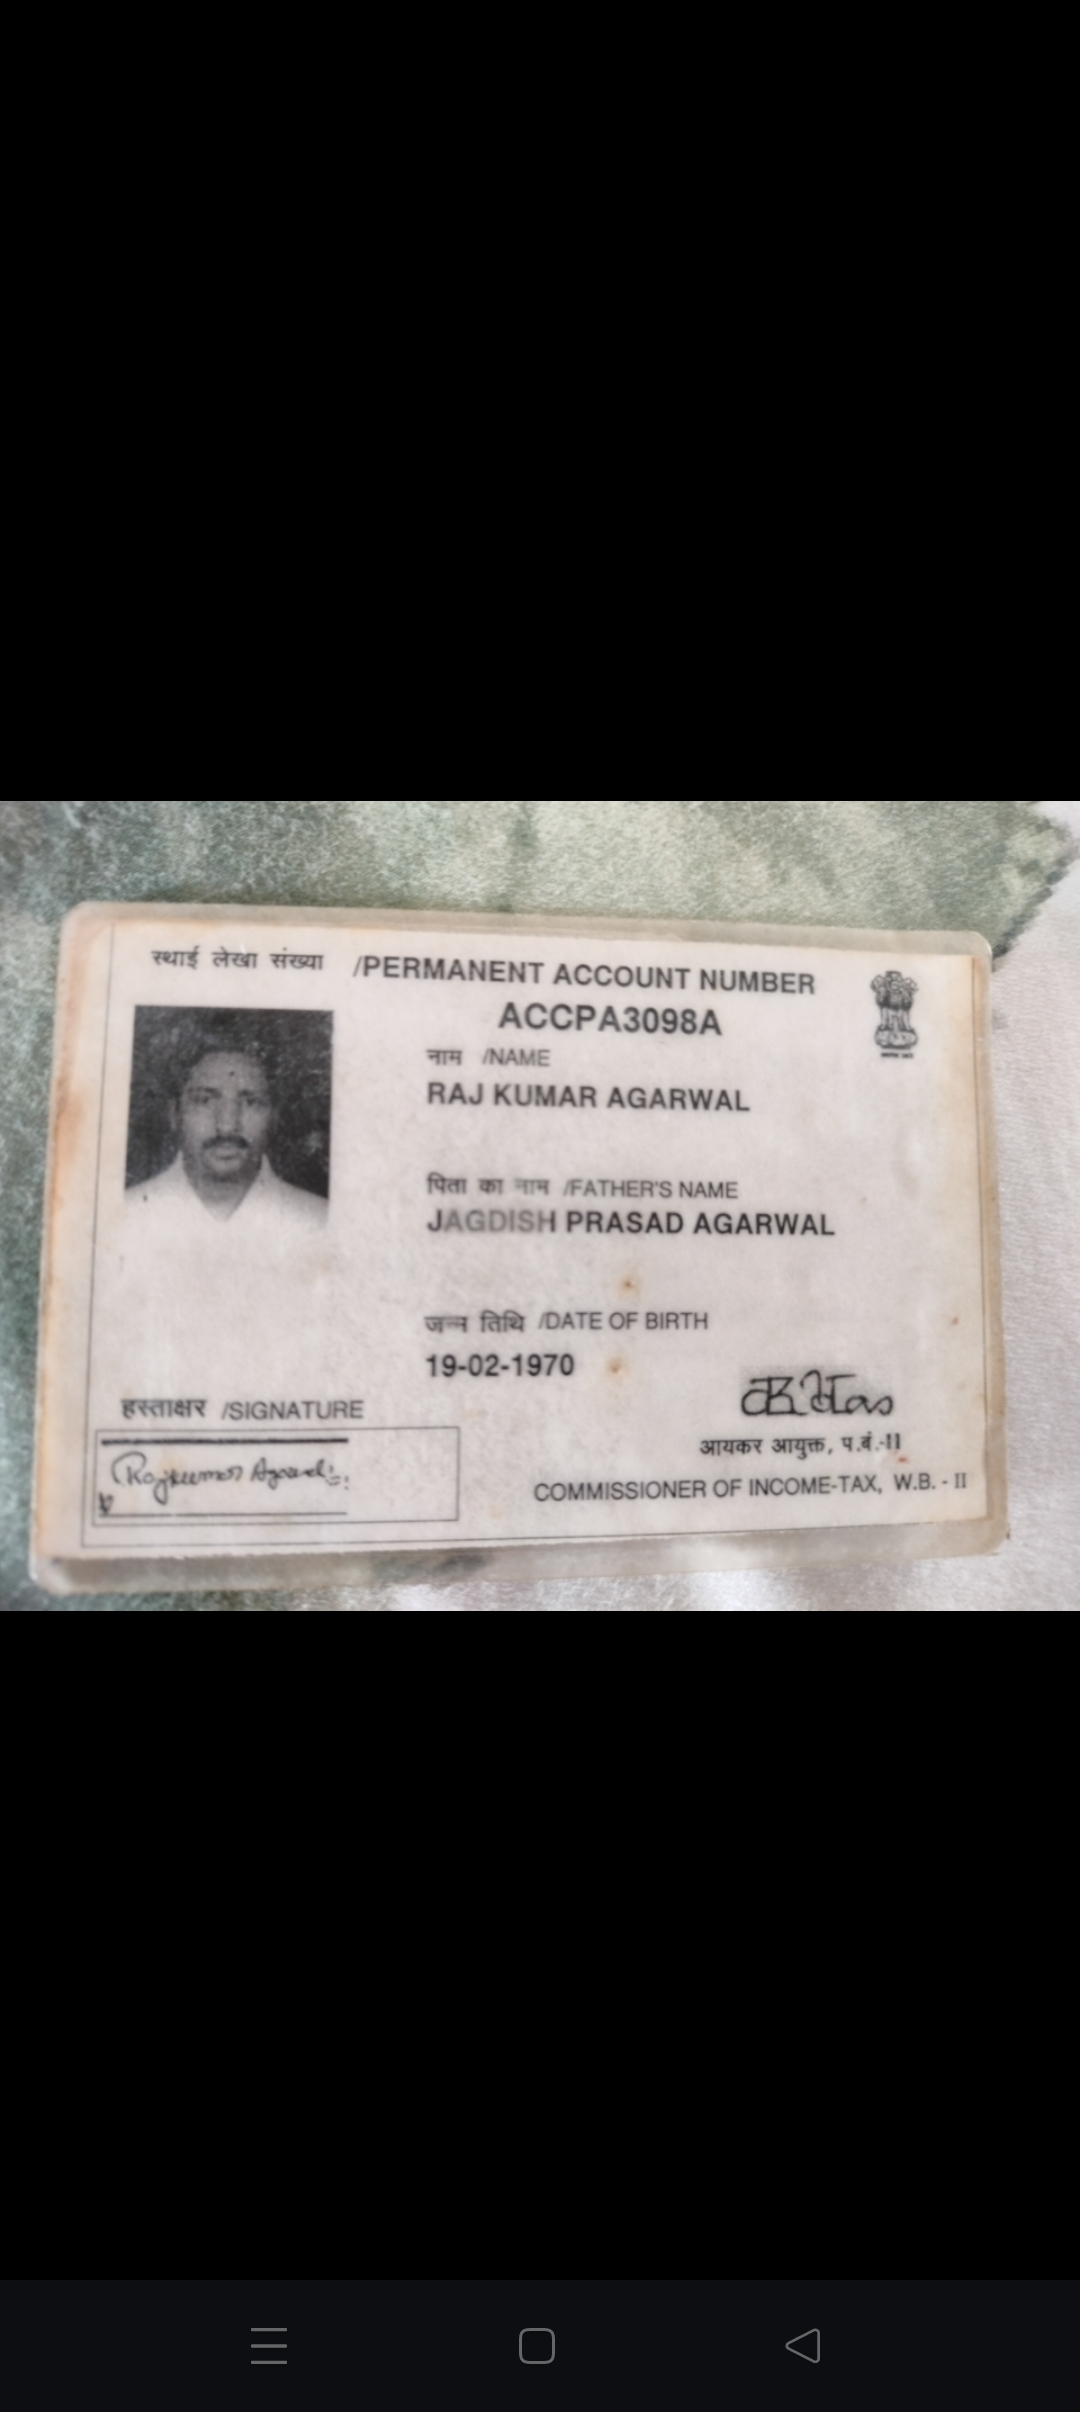 स्थाई लेखा संख्या /PERMANENT ACCOUNT NUMBER
ACCPA3098A
नाम /NAME
RAJ KUMAR AGARWAL
पिता का नाम /FATHER'S NAME
JAGDISH PRASAD AGARWAL
जन्म तिथि /DATE OF BIRTH
19-02-1970
हस्ताक्षर /SIGNATURE
Rajkumar Agarwal
आयकर आयुक्त, प.बं.-II
COMMISSIONER OF INCOME-TAX, W.B. - II